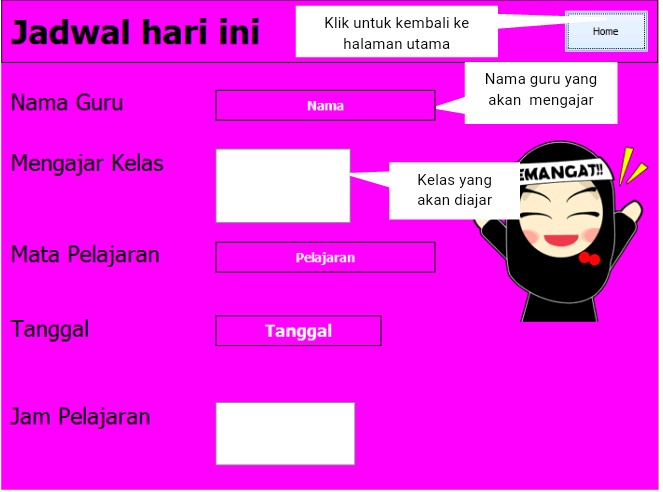 Jadwal hari ini
Klik untuk kembali ke
halaman utama
Home
Nama guru yang
akan mengajar
Nama Guru
Nama
Mengajar Kelas
Kelas yang
akan diajar
EMANGAT!!
Mata Pelajaran
Pelajaran
Tanggal
Tanggal
Jam Pelajaran